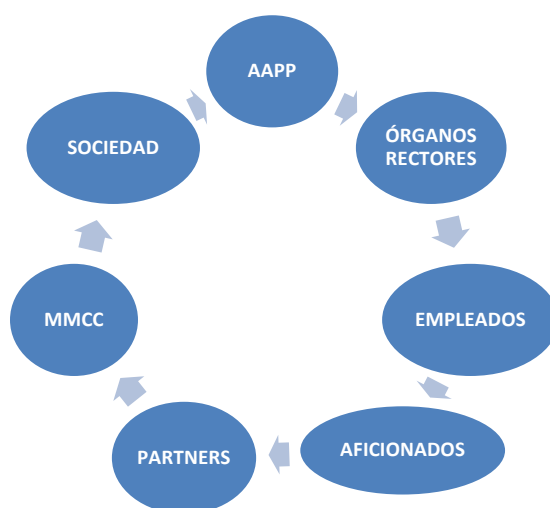 AAPP
ÓRGANOS
RECTORES
EMPLEADOS
AFICIONADOS
PARTNERS
MMCC
SOCIEDAD